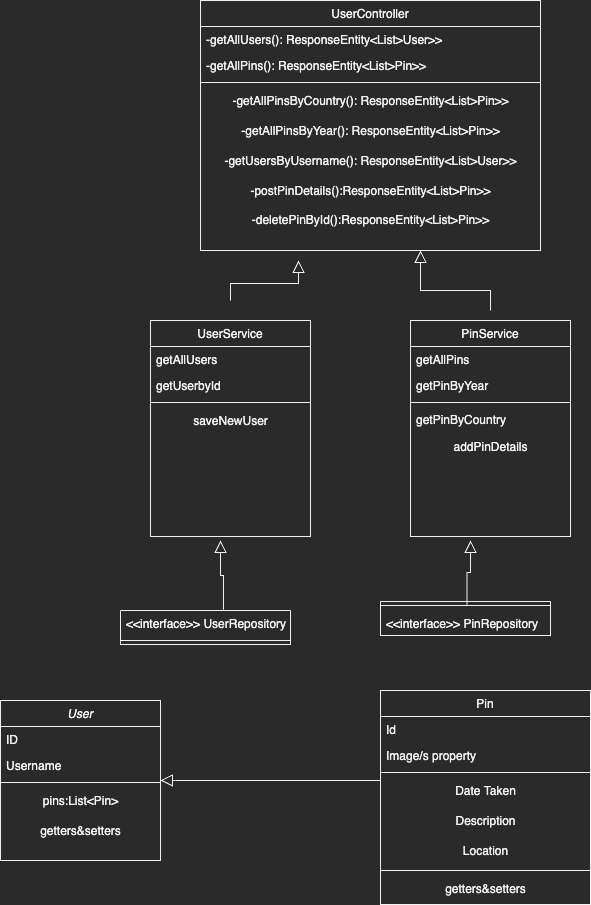 UserController
-getAllUsers(): ResponseEntity<List>User>>
-getAllPins(): ResponseEntity<List>Pin>>
-getAllPinsByCountry(): ResponseEntity<List>Pin>>
-getAllPinsByYear(): ResponseEntity<List>Pin>>
-getUsersByUsername(): ResponseEntity<List>User>>
-postPinDetails():ResponseEntity<List>Pin>>
-deletePinById():ResponseEntity<List>Pin>>
UserService
getAllUsers
getUserbyId
saveNewUser
PinService
getAllPins
getPinByYear
getPinByCountry
addPinDetails
<<interface>> UserRepository
<<interface>> PinRepository
User
ID
Username
pins:List<Pin>
getters&setters
Pin
Id
Image/s property
Date Taken
Description
Location
getters&setters